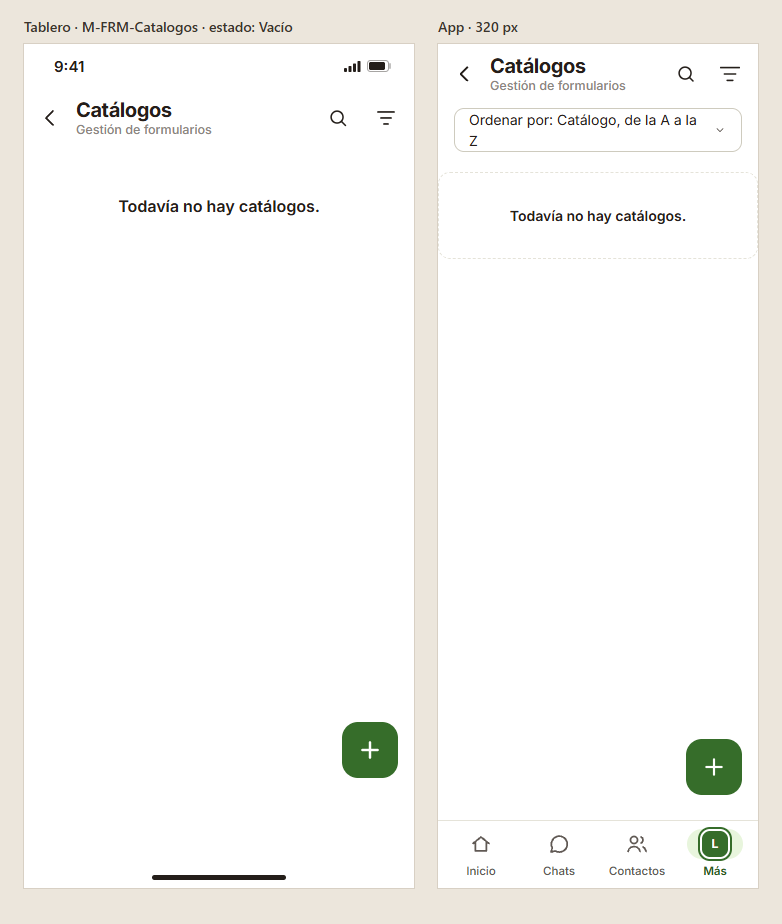 Tablero · M-FRM-Catalogos · estado: Vacío
9:41
Catálogos
Gestión de formularios
Todavía no hay catálogos.
App · 320 px
Catálogos
Gestión de formularios
Ordenar por: Catálogo, de la A a la
Z
Todavía no hay catálogos.
Inicio
Chats
Contactos
L
Más